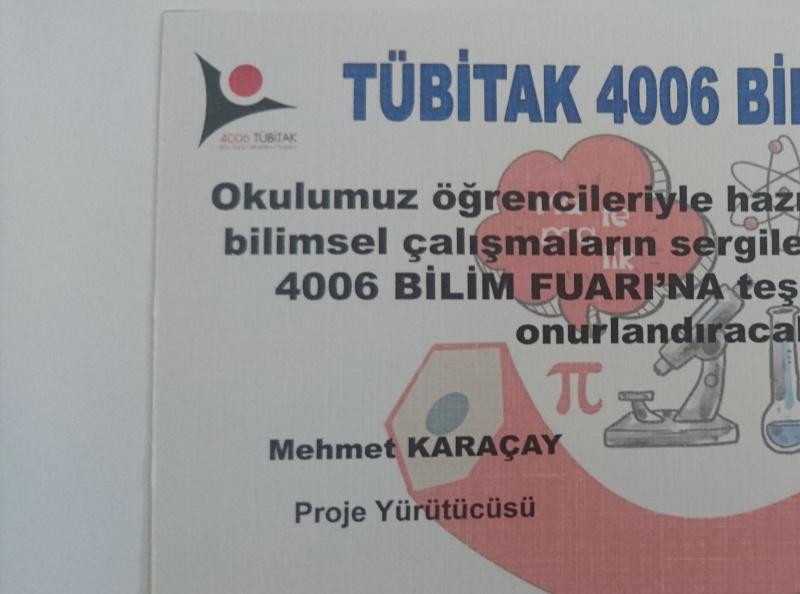 TÜBİTAK 4006 Bİ
4006 TÜBİTAK
Okulumuz öğrencileriyle haz
bilimsel çalışmaların sergile
4006 BİLİM FUARI'NA teş
onurlandıraca
π
Mehmet KARAÇAY
Proje Yürütücüsü